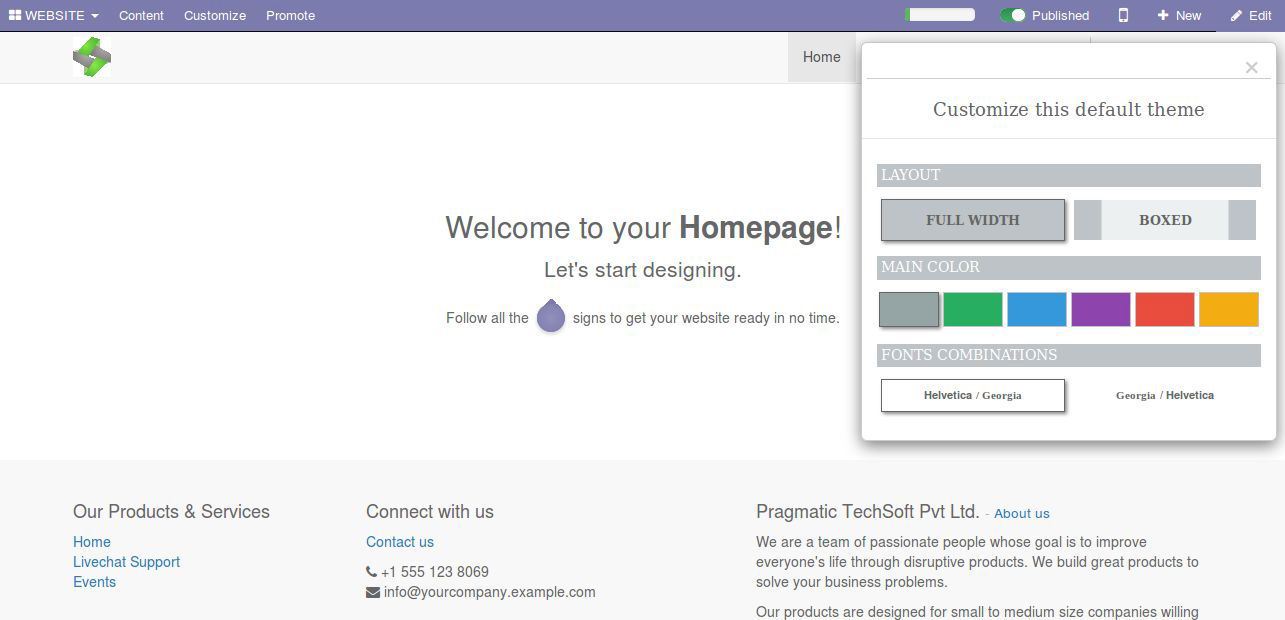 WEBSITE Content Customize Promote Published New Edit
Home
×
Customize this default theme
LAYOUT
FULL WIDTH BOXED
MAIN COLOR
FONTS COMBINATIONS
Helvetica / Georgia Georgia / Helvetica
Welcome to your Homepage!
Let's start designing.
Follow all the signs to get your website ready in no time.
Our Products & Services
Home
Livechat Support
Events
Connect with us
Contact us
+1 555 123 8069
info@yourcompany.example.com
Pragmatic TechSoft Pvt Ltd. - About us
We are a team of passionate people whose goal is to improve
everyone's life through disruptive products. We build great products to
solve your business problems.
Our products are designed for small to medium size companies willing